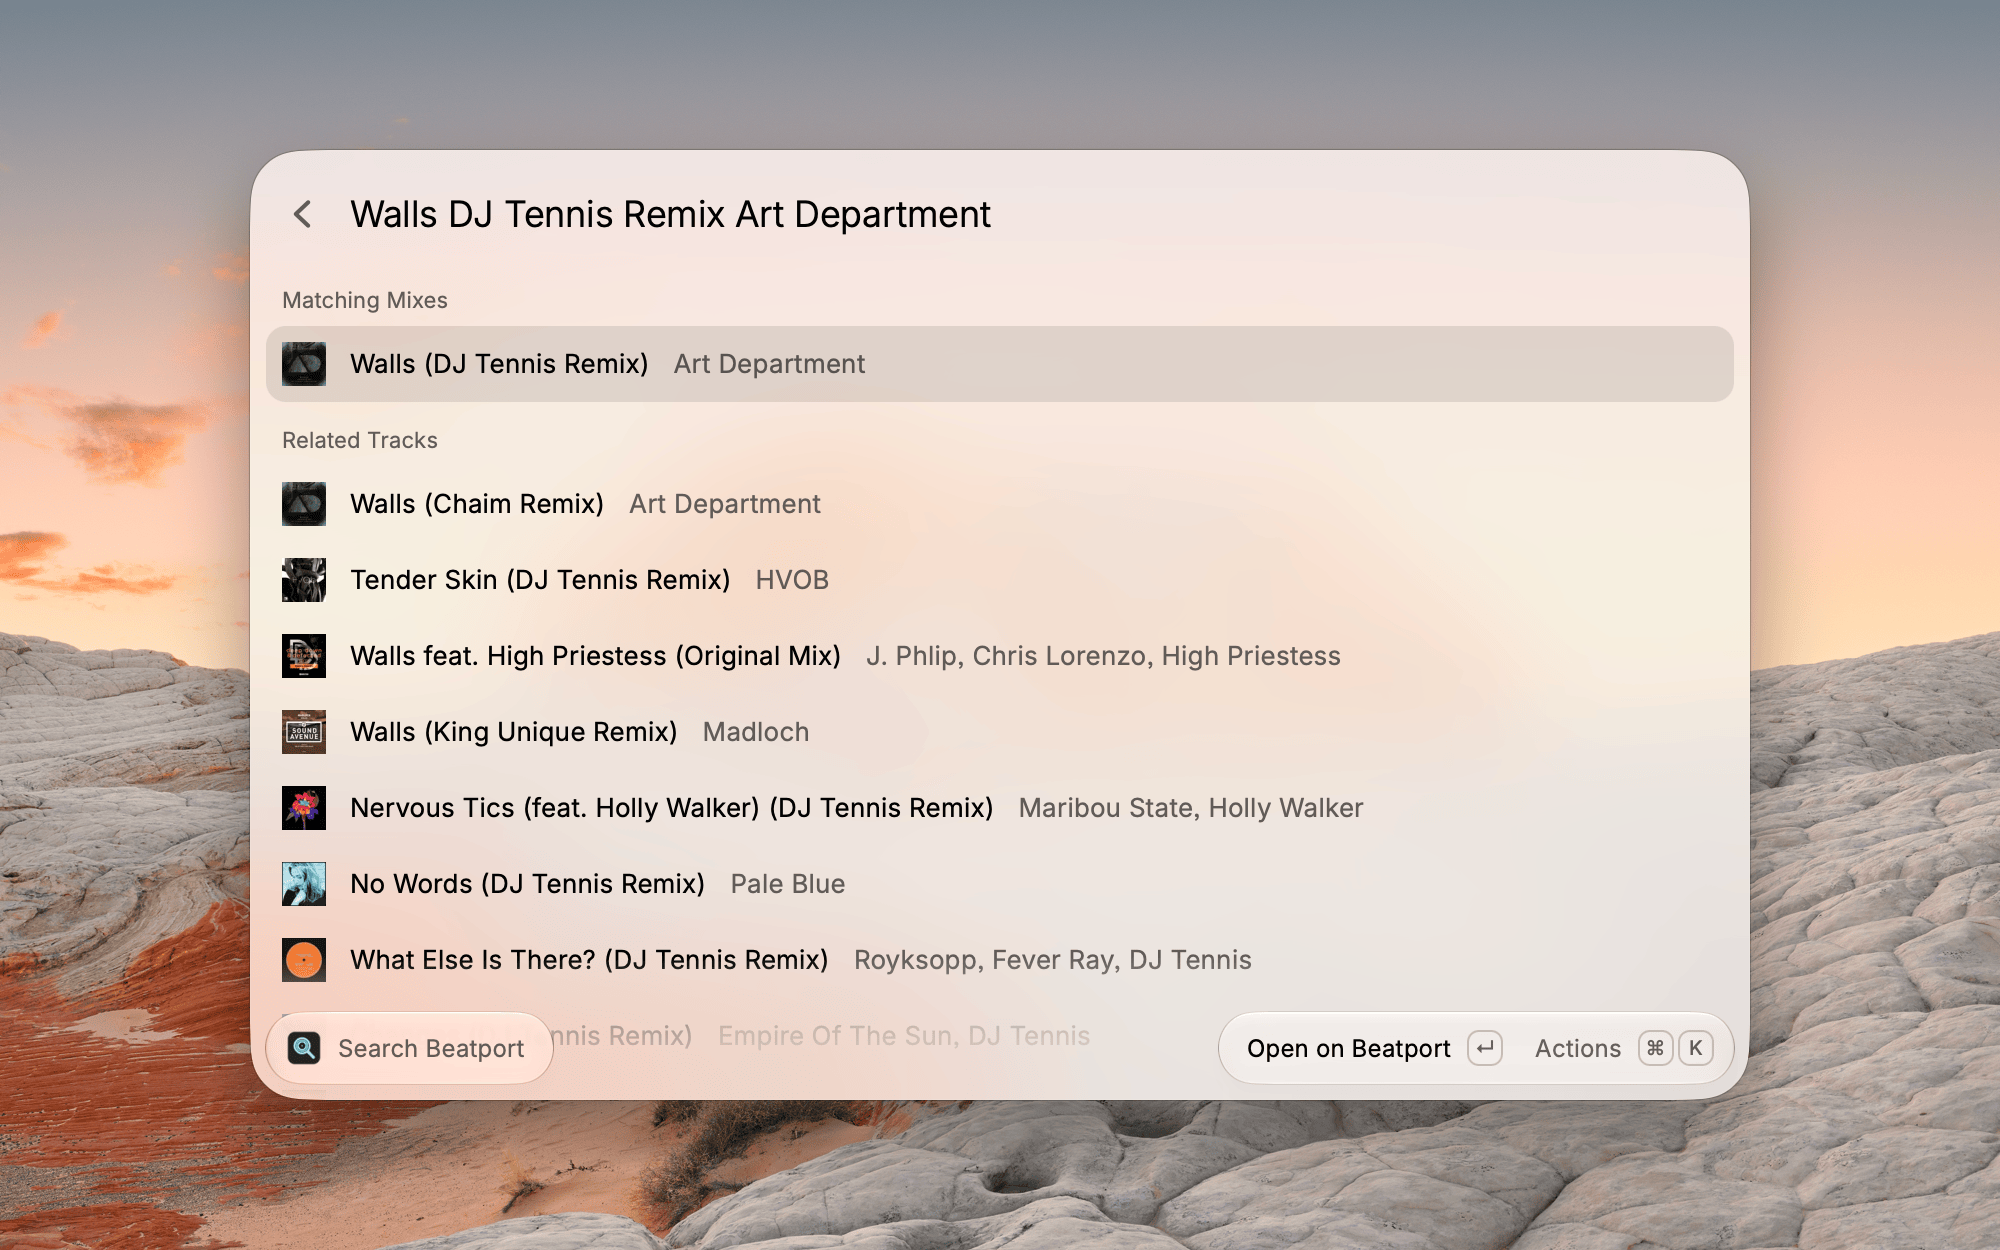 Walls DJ Tennis Remix Art Department
Matching Mixes
Walls (DJ Tennis Remix) Art Department
Related Tracks
Walls (Chaim Remix) Art Department
Tender Skin (DJ Tennis Remix) HVOB
Walls feat. High Priestess (Original Mix) J. Phlip, Chris Lorenzo, High Priestess
SOUND AVENUE
Walls (King Unique Remix) Madloch
Nervous Tics (feat. Holly Walker) (DJ Tennis Remix) Maribou State, Holly Walker
No Words (DJ Tennis Remix) Pale Blue
What Else Is There? (DJ Tennis Remix) Royksopp, Fever Ray, DJ Tennis
Remix) Empire Of The Sun, DJ Tennis
Search Beatport
Open on Beatport ↵ Actions ⌘ K